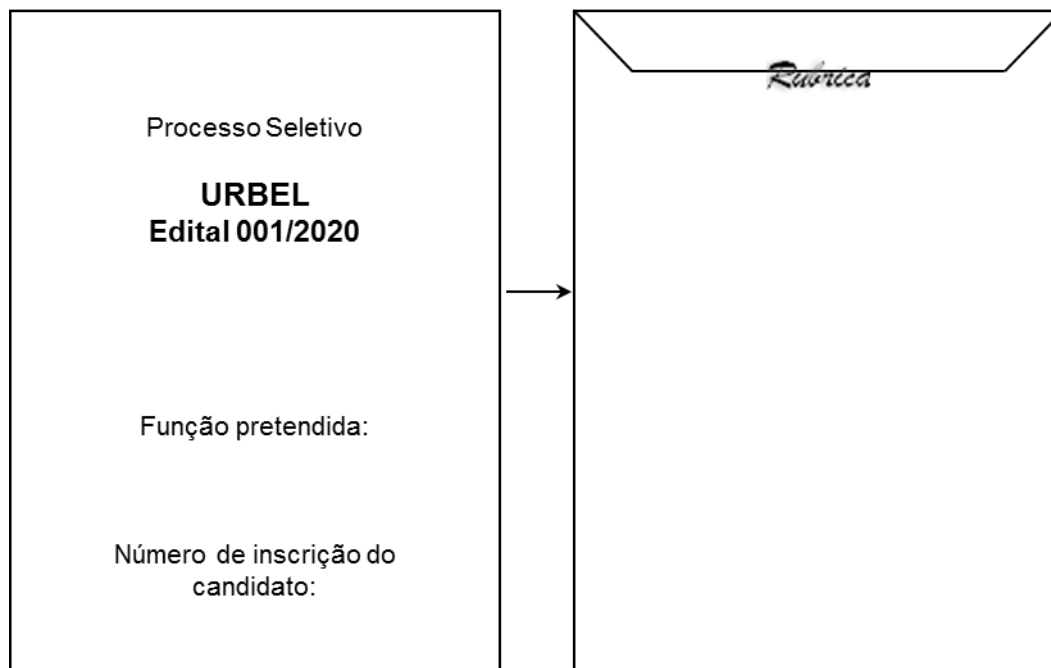 Processo Seletivo
URBEL
Edital 001/2020
Função pretendida:
Número de inscrição do
candidato:
Rubrica